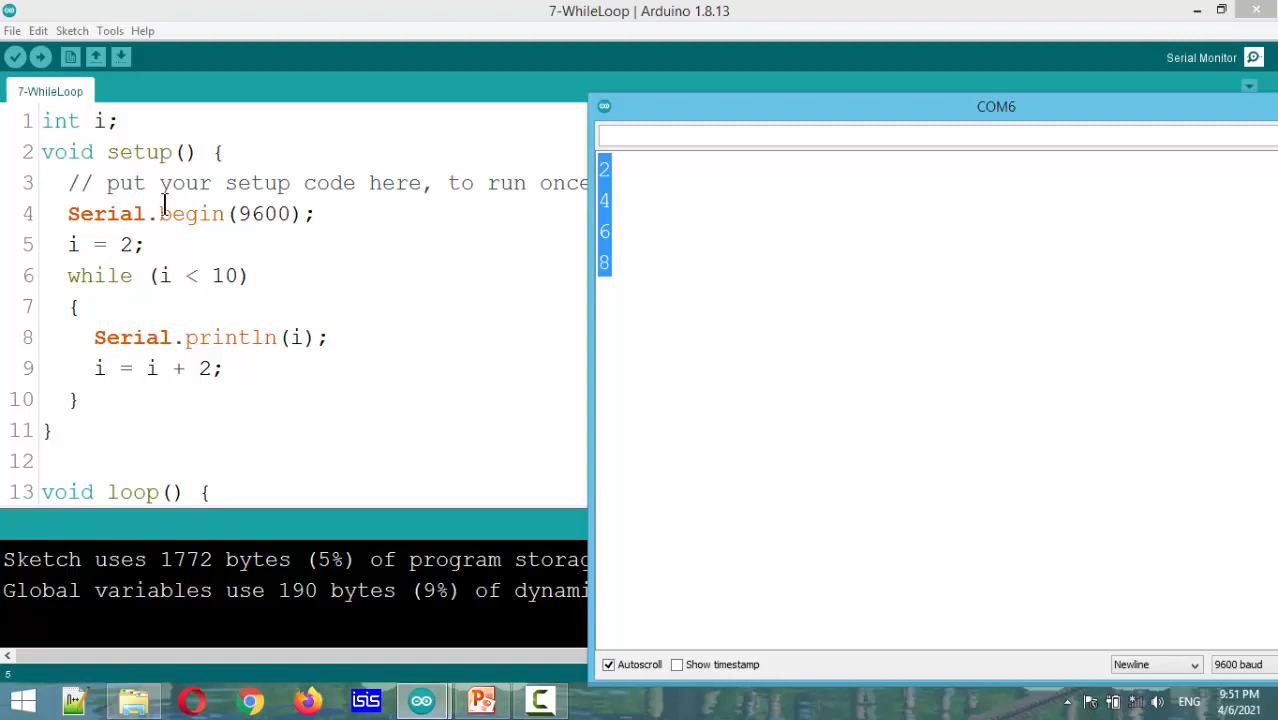 7-WhileLoop | Arduino 1.8.13
File Edit Sketch Tools Help
Serial Monitor
7-WhileLoop
1 int i;
2 void setup() {
3 // put your setup code here, to run once
4 Serial.begin(9600);
5 i = 2;
6 while (i < 10)
7 {
8 Serial.println(i);
9 i = i + 2;
10 }
11 }
12
13 void loop() {
Sketch uses 1772 bytes (5%) of program storag
Global variables use 190 bytes (9%) of dynami
5
COM6
2
4
6
8
Autoscroll Show timestamp Newline 9600 baud
isis
ENG
9:51 PM
4/6/2021